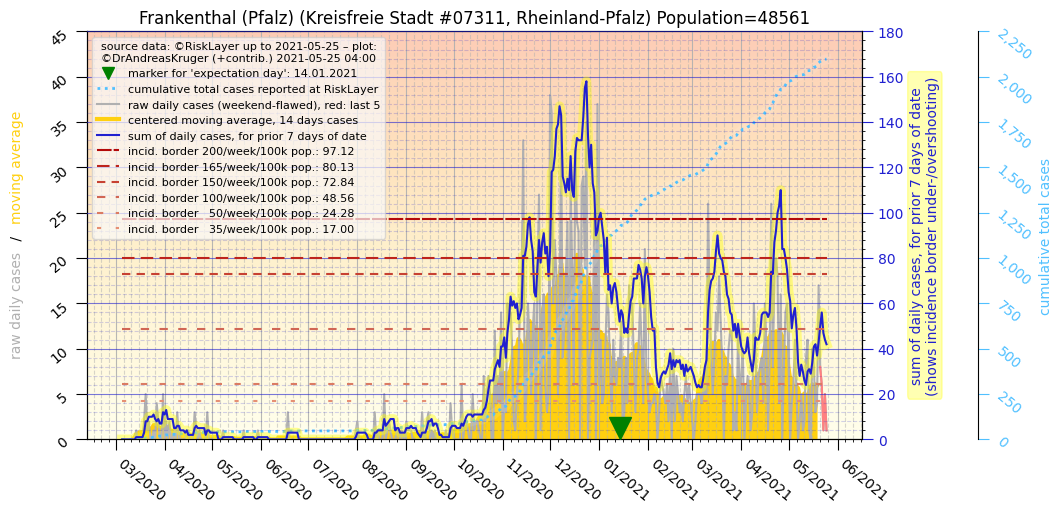 Frankenthal (Pfalz) (Kreisfreie Stadt #07311, Rheinland-Pfalz) Population=48561
source data: ©RiskLayer up to 2021-05-25 – plot:
©DrAndreasKruger (+contrib.) 2021-05-25 04:00
marker for 'expectation day': 14.01.2021
cumulative total cases reported at RiskLayer
raw daily cases (weekend-flawed), red: last 5
centered moving average, 14 days cases
sum of daily cases, for prior 7 days of date
incid. border 200/week/100k pop.: 97.12
incid. border 165/week/100k pop.: 80.13
incid. border 150/week/100k pop.: 72.84
incid. border 100/week/100k pop.: 48.56
incid. border 50/week/100k pop.: 24.28
incid. border 35/week/100k pop.: 17.00
raw daily cases / moving average
45
40
35
30
25
20
15
10
5
0
03/2020
04/2020
05/2020
06/2020
07/2020
08/2020
09/2020
10/2020
11/2020
12/2020
01/2021
02/2021
03/2021
04/2021
05/2021
06/2021
180
160
140
120
100
80
60
40
20
0
sum of daily cases, for prior 7 days of date
(shows incidence border under-/overshooting)
2,250
2,000
1,750
1,500
1,250
1,000
750
500
250
0
cumulative total cases